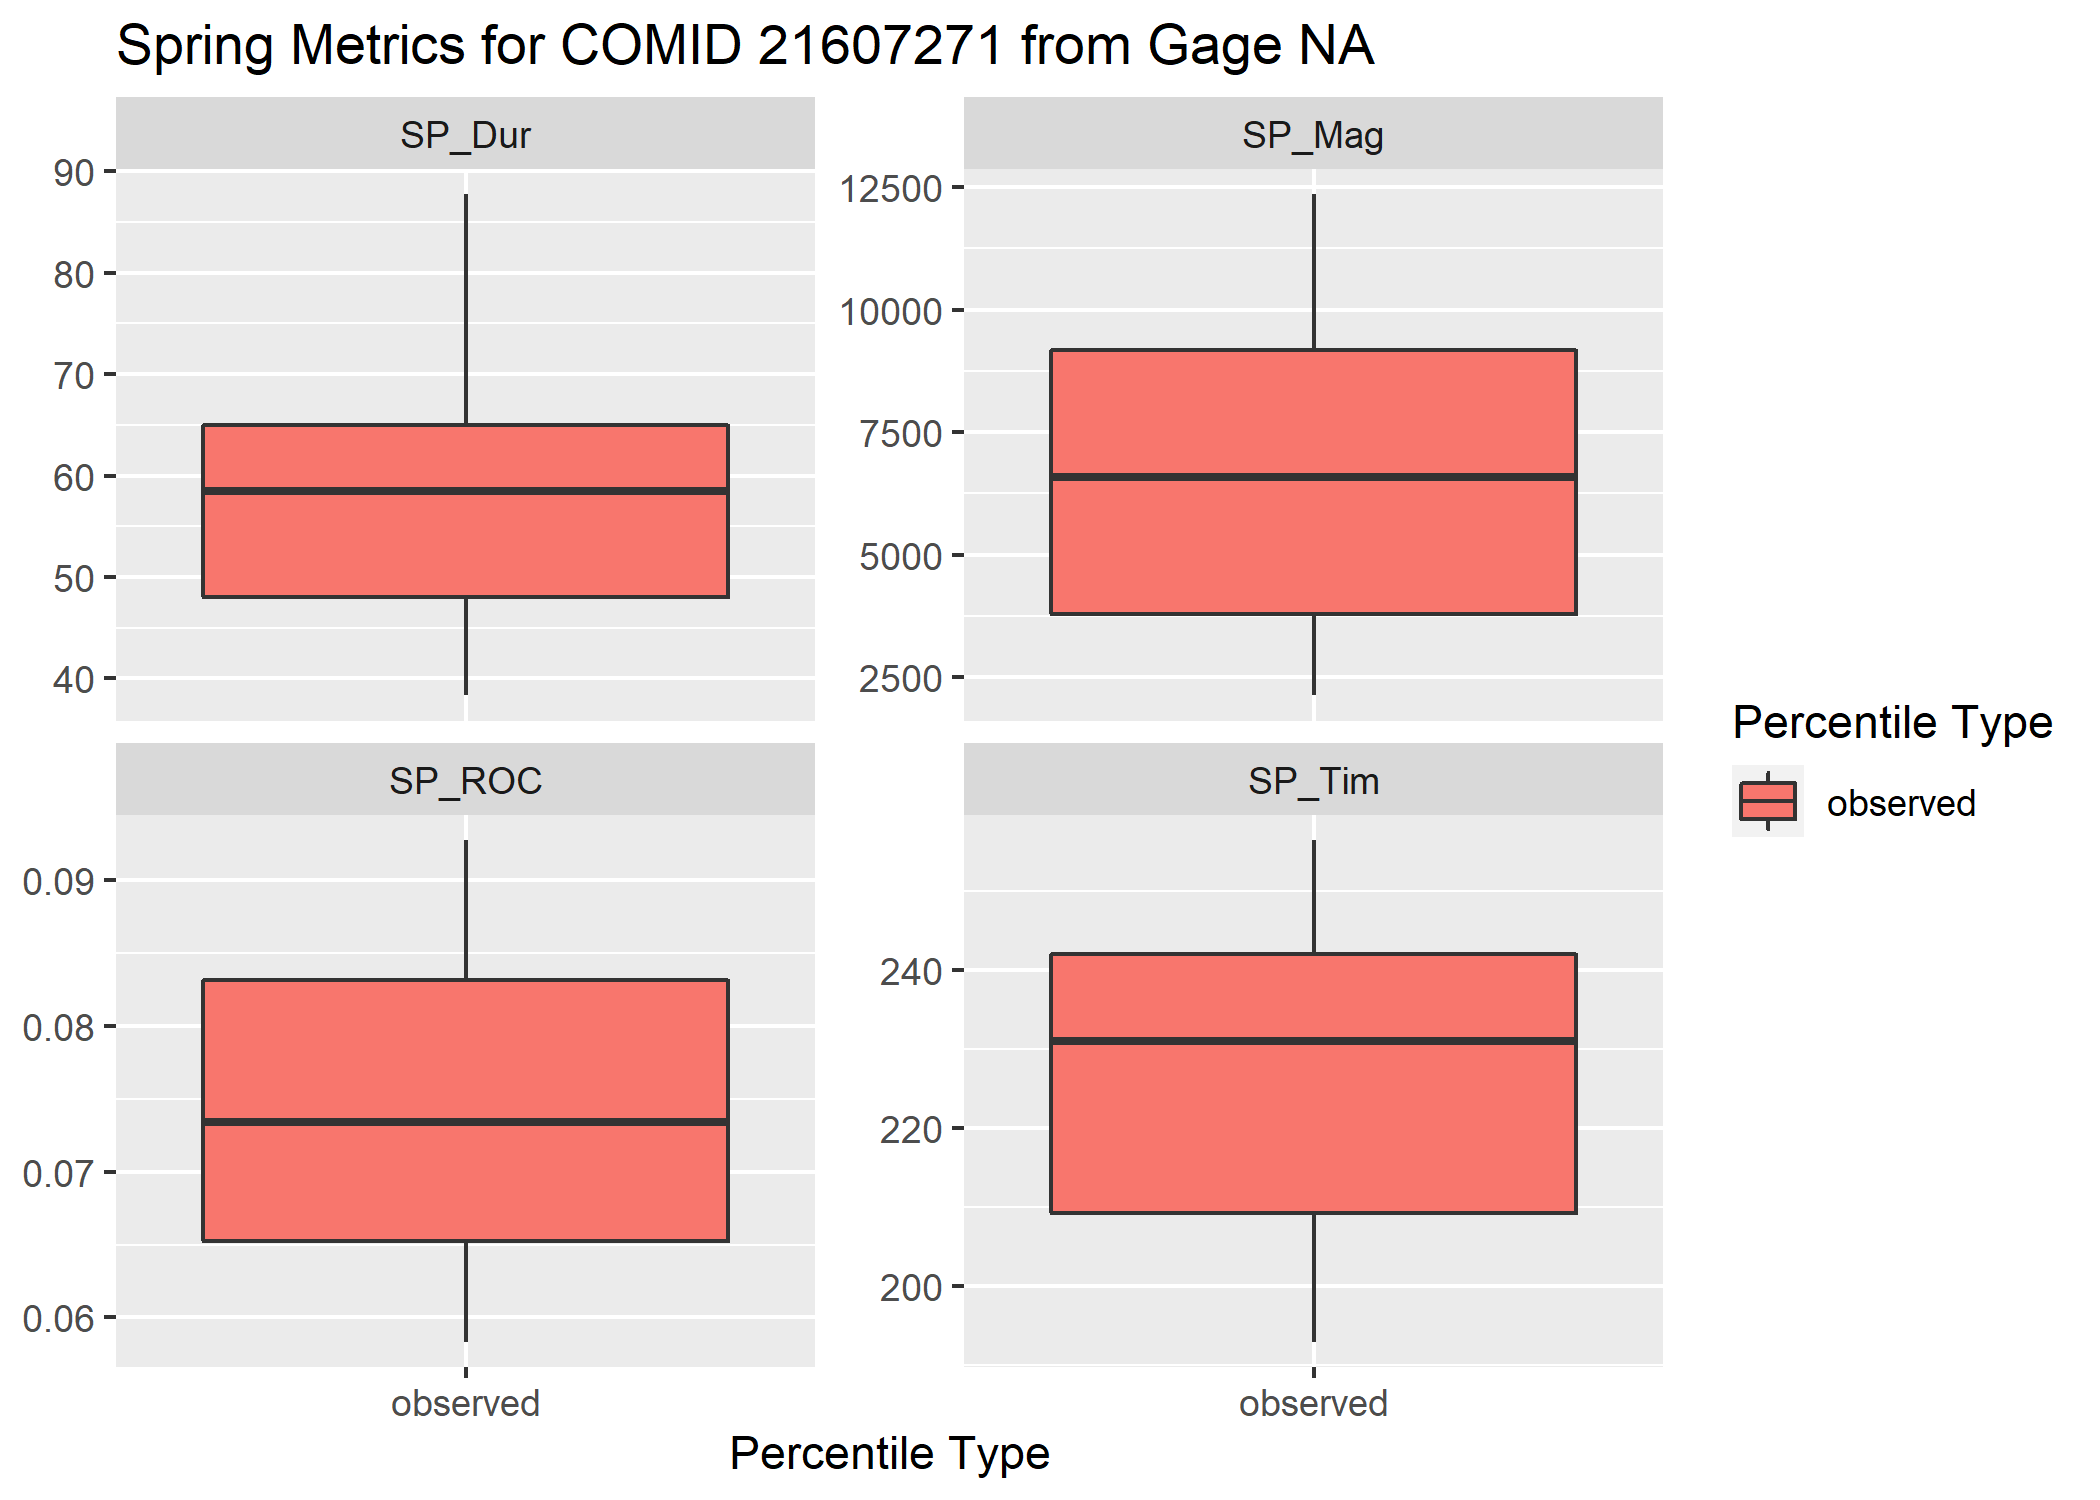 Spring Metrics for COMID 21607271 from Gage NA
SP_Dur
90
80
70
60
50
40
SP_Mag
12500
10000
7500
5000
2500
SP_ROC
0.09
0.08
0.07
0.06
observed
SP_Tim
240
220
200
observed
Percentile Type
Percentile Type
observed